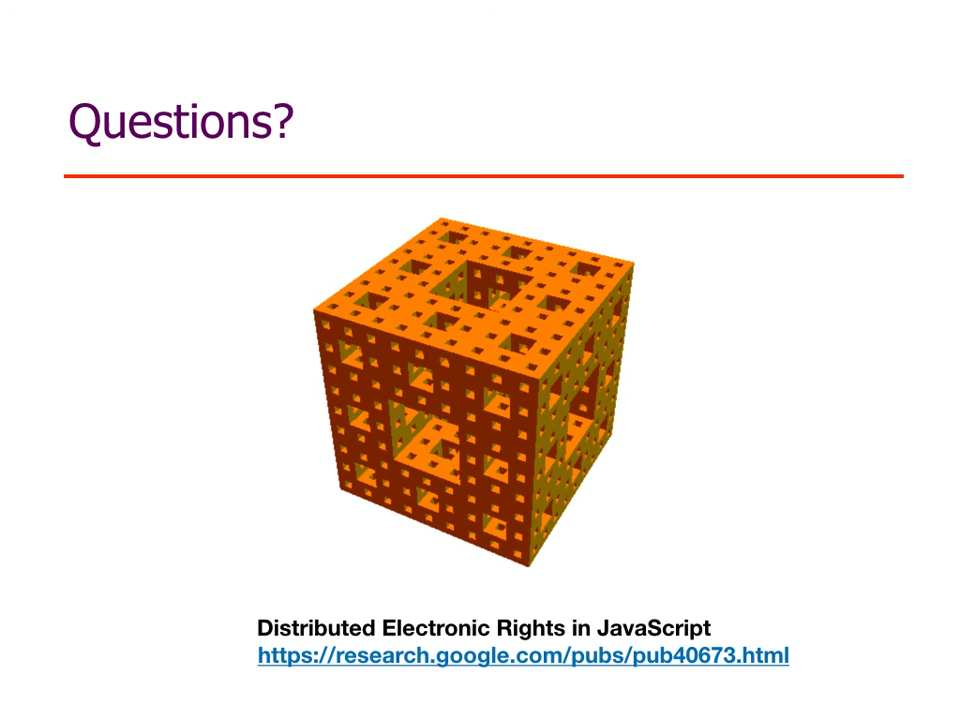 Questions?
Distributed Electronic Rights in JavaScript
https://research.google.com/pubs/pub40673.html